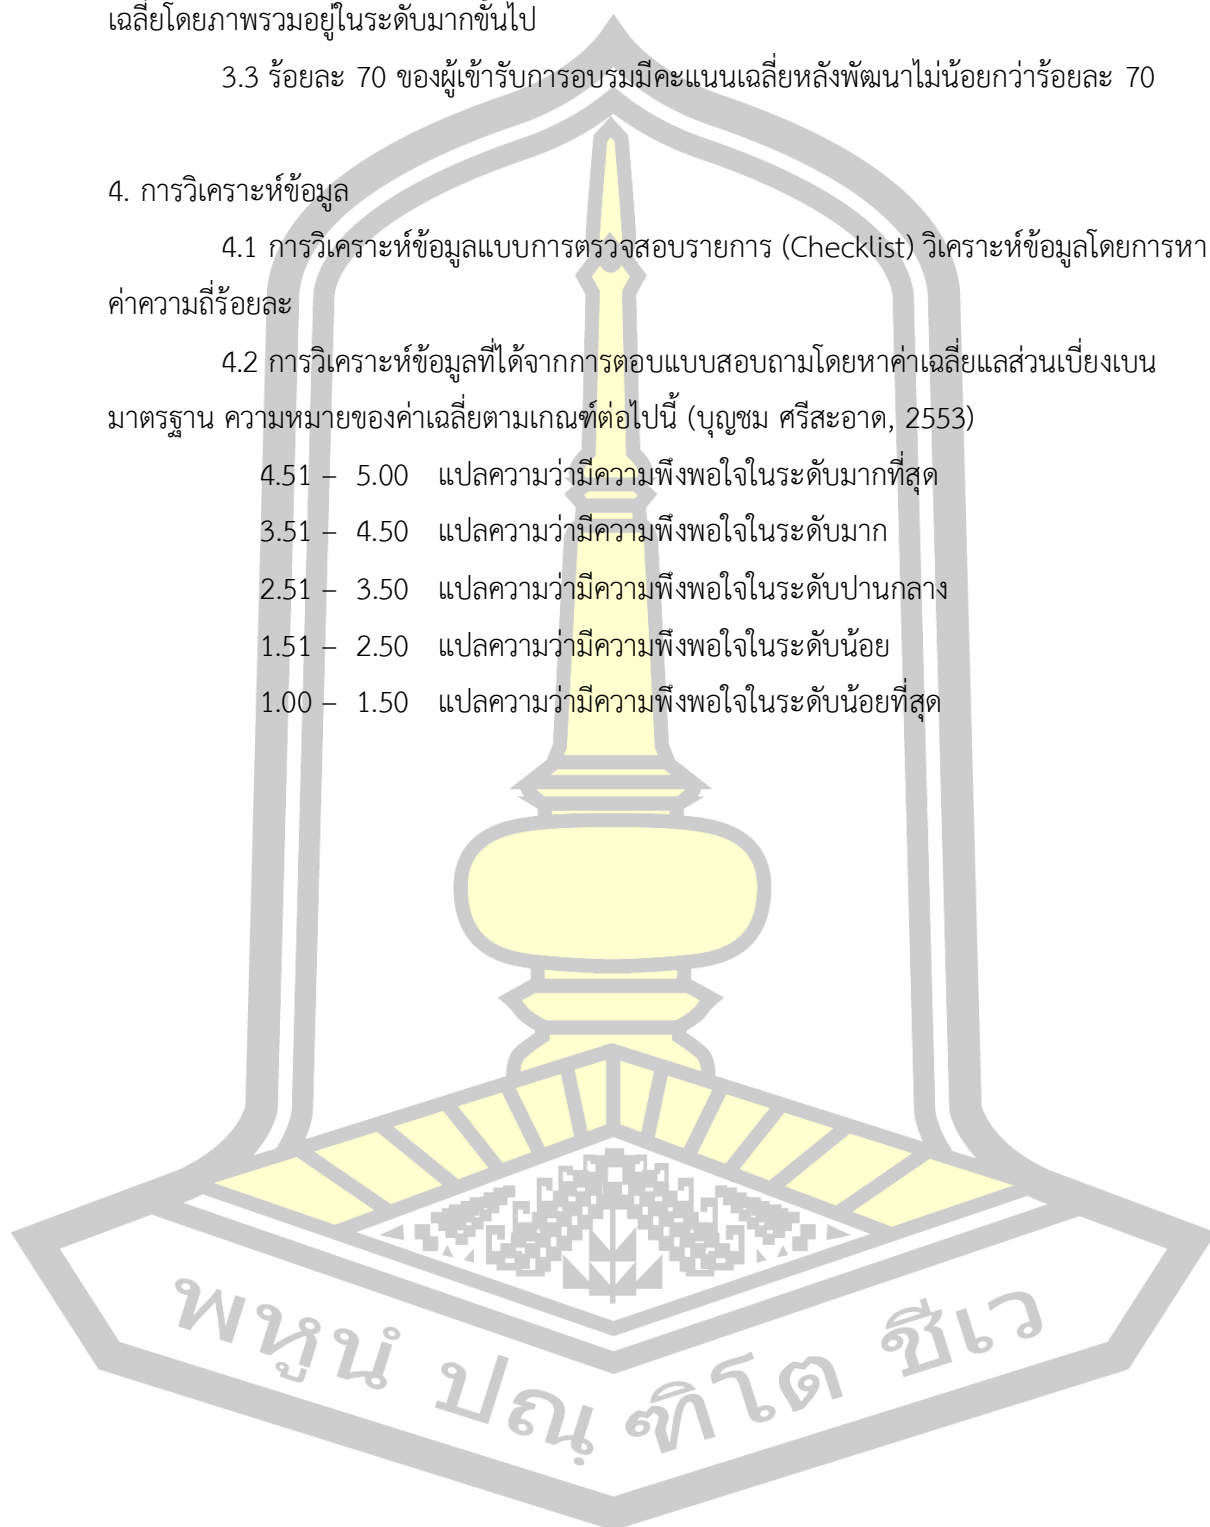 เฉลี่ยโดยภาพรวมอยู่ในระดับมากขึ้นไป
3.3 ร้อยละ 70 ของผู้เข้ารับการอบรมมีคะแนนเฉลี่ยหลังพัฒนาไม่น้อยกว่าร้อยละ 70
4. การวิเคราะห์ข้อมูล
4.1 การวิเคราะห์ข้อมูลแบบการตรวจสอบรายการ (Checklist) วิเคราะห์ข้อมูลโดยการหา
ค่าความถี่ร้อยละ
4.2 การวิเคราะห์ข้อมูลที่ได้จากการตอบแบบสอบถามโดยหาค่าเฉลี่ยแลส่วนเบี่ยงเบน
มาตรฐาน ความหมายของค่าเฉลี่ยตามเกณฑ์ต่อไปนี้ (บุญชม ศรีสะอาด, 2553)
4.51 – 5.00 แปลความว่ามีความพึงพอใจในระดับมากที่สุด
3.51 – 4.50 แปลความว่ามีความพึงพอใจในระดับมาก
2.51 – 3.50 แปลความว่ามีความพึงพอใจในระดับปานกลาง
1.51 – 2.50 แปลความว่ามีความพึงพอใจในระดับน้อย
1.00 – 1.50 แปลความว่ามีความพึงพอใจในระดับน้อยที่สุด
พหูนํ ปณฺฑิโต ชีเว